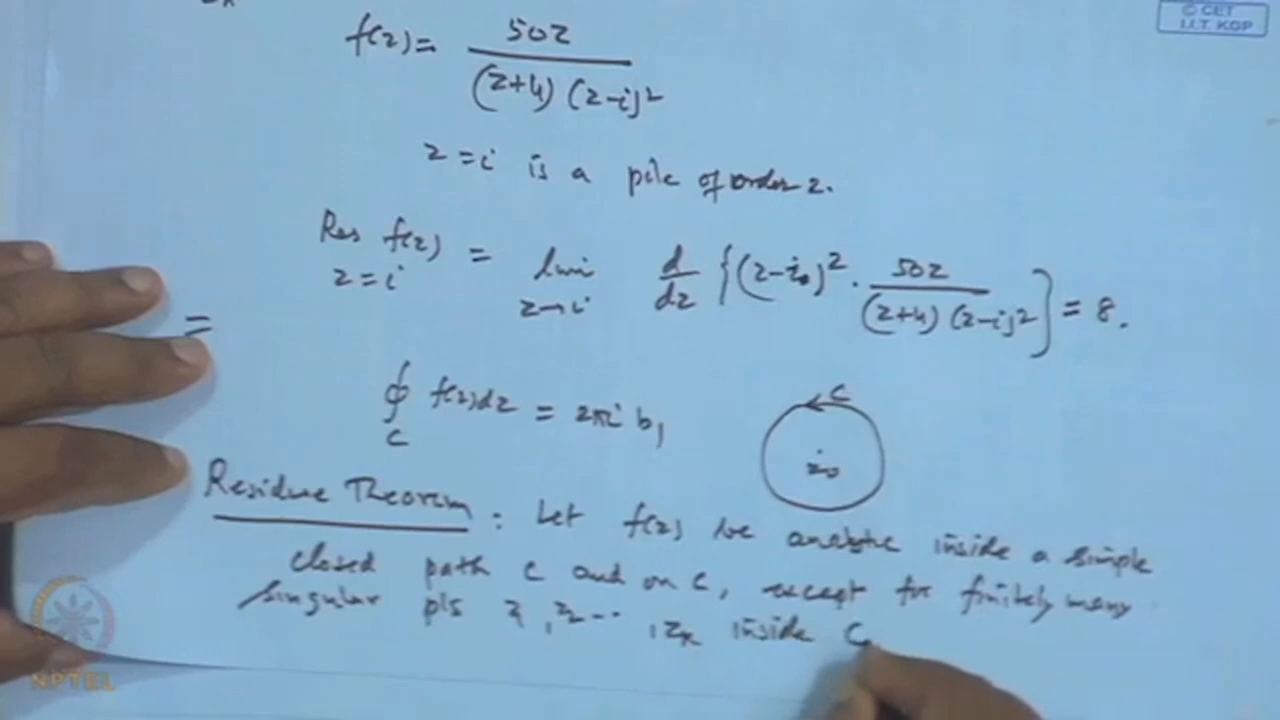 © CET
I.I.T. KGP
f(z) = 50z / (z+4) (z-i)²
z = i is a pole of order 2.
Res f(z) = lim d/dz {(z-i₀)² · 50z / (z+4) (z-i)²} = 8.
z = i z→i
∮ f(z)dz = 2πi b₁
C
C
z₀
Residue Theorem : Let f(z) be analytic inside a simple
closed path C and on C, except for finitely many
singular pts z₁, z₂ ... , zₖ inside C
NPTEL
=